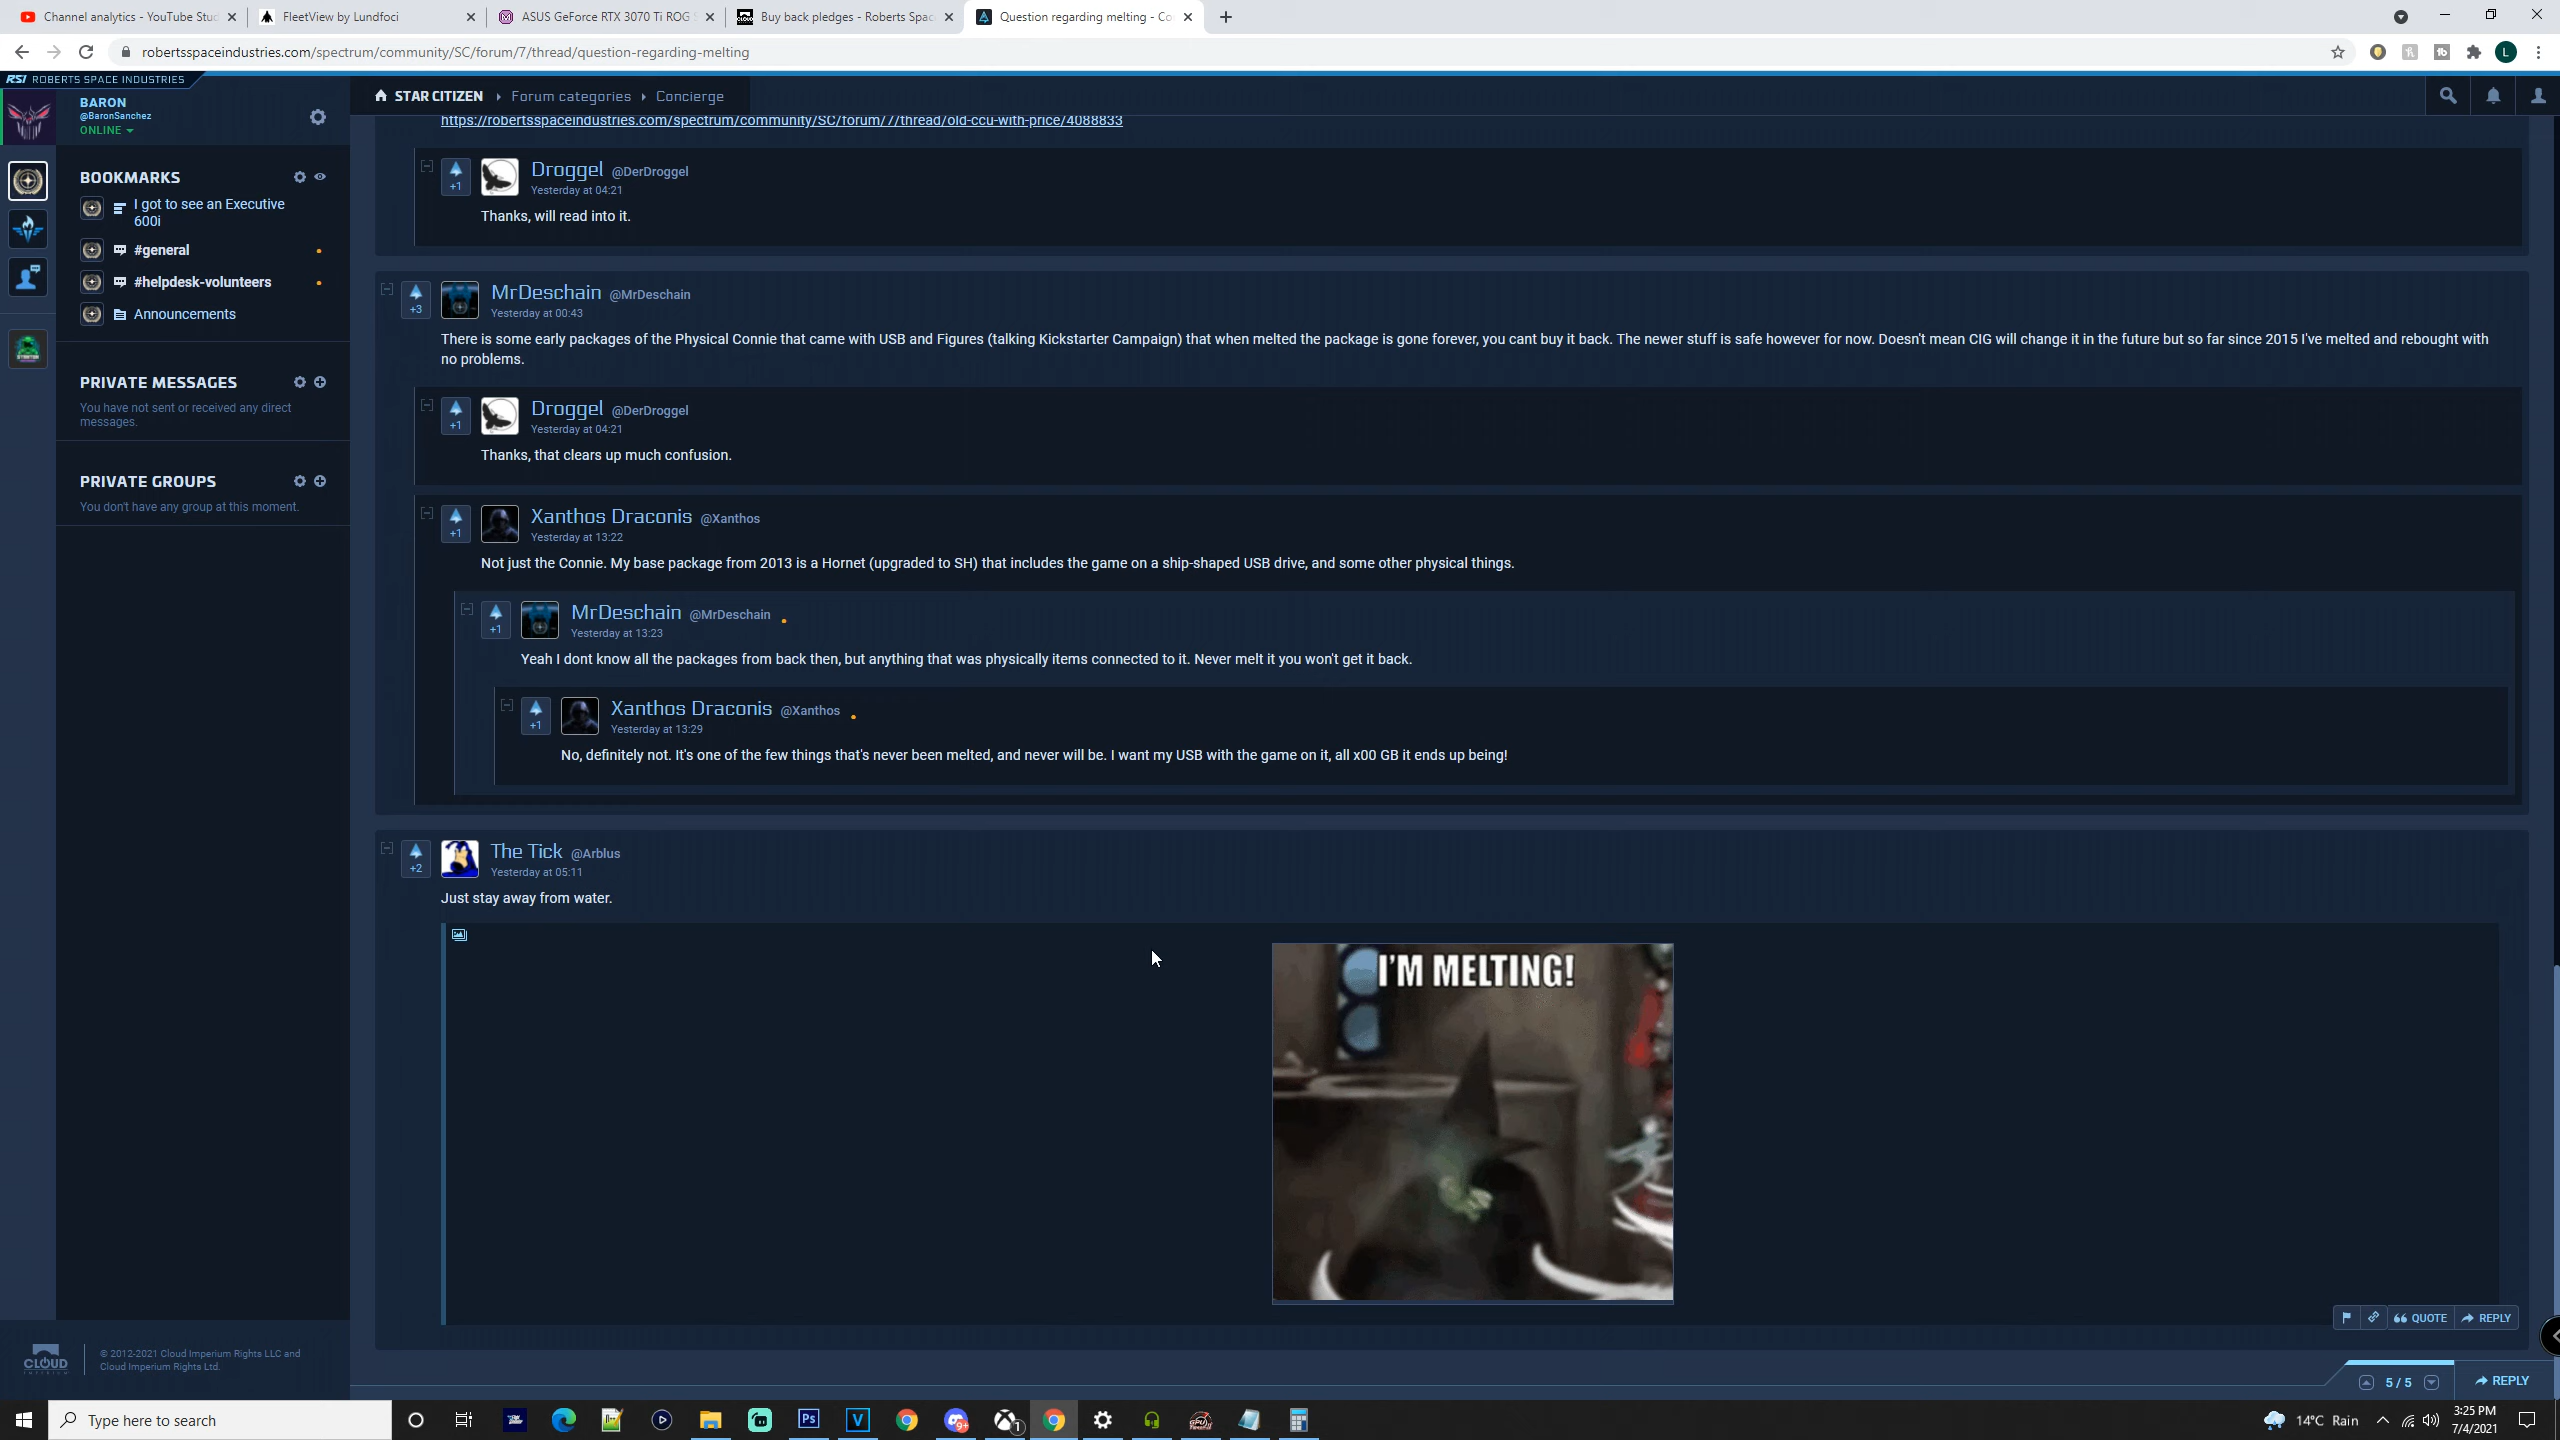 Channel analytics - YouTube Stu
FleetView by Lundfoci
ASUS GeForce RTX 3070 Ti ROG S
Buy back pledges - Roberts Spac
Question regarding melting - Co
robertsspaceindustries.com/spectrum/community/SC/forum/7/thread/question-regarding-melting
RSI ROBERTS SPACE INDUSTRIES
BARON
@BaronSanchez
ONLINE
BOOKMARKS
I got to see an Executive
600i
#general
#helpdesk-volunteers
Announcements
PRIVATE MESSAGES
You have not sent or received any direct
messages.
PRIVATE GROUPS
You don't have any group at this moment.
STAR CITIZEN Forum categories Concierge
https://robertsspaceindustries.com/spectrum/community/SC/forum/7/thread/old-ccu-with-price/4088833
+1
Droggel @DerDroggel
Yesterday at 04:21
Thanks, will read into it.
+3
MrDeschain @MrDeschain
Yesterday at 00:43
There is some early packages of the Physical Connie that came with USB and Figures (talking Kickstarter Campaign) that when melted the package is gone forever, you cant buy it back. The newer stuff is safe however for now. Doesn't mean CIG will change it in the future but so far since 2015 I've melted and rebought with
no problems.
+1
Droggel @DerDroggel
Yesterday at 04:21
Thanks, that clears up much confusion.
+1
Xanthos Draconis @Xanthos
Yesterday at 13:22
Not just the Connie. My base package from 2013 is a Hornet (upgraded to SH) that includes the game on a ship-shaped USB drive, and some other physical things.
+1
MrDeschain @MrDeschain
Yesterday at 13:23
Yeah I dont know all the packages from back then, but anything that was physically items connected to it. Never melt it you won't get it back.
+1
Xanthos Draconis @Xanthos
Yesterday at 13:29
No, definitely not. It's one of the few things that's never been melted, and never will be. I want my USB with the game on it, all x00 GB it ends up being!
+2
The Tick @Arblus
Yesterday at 05:11
Just stay away from water.
I'M MELTING!
QUOTE REPLY
5 / 5
REPLY
CLOUD
IMPERIUM
© 2012-2021 Cloud Imperium Rights LLC and
Cloud Imperium Rights Ltd.
Type here to search
Ps
V
9+
1
14°C Rain
3:25 PM
7/4/2021